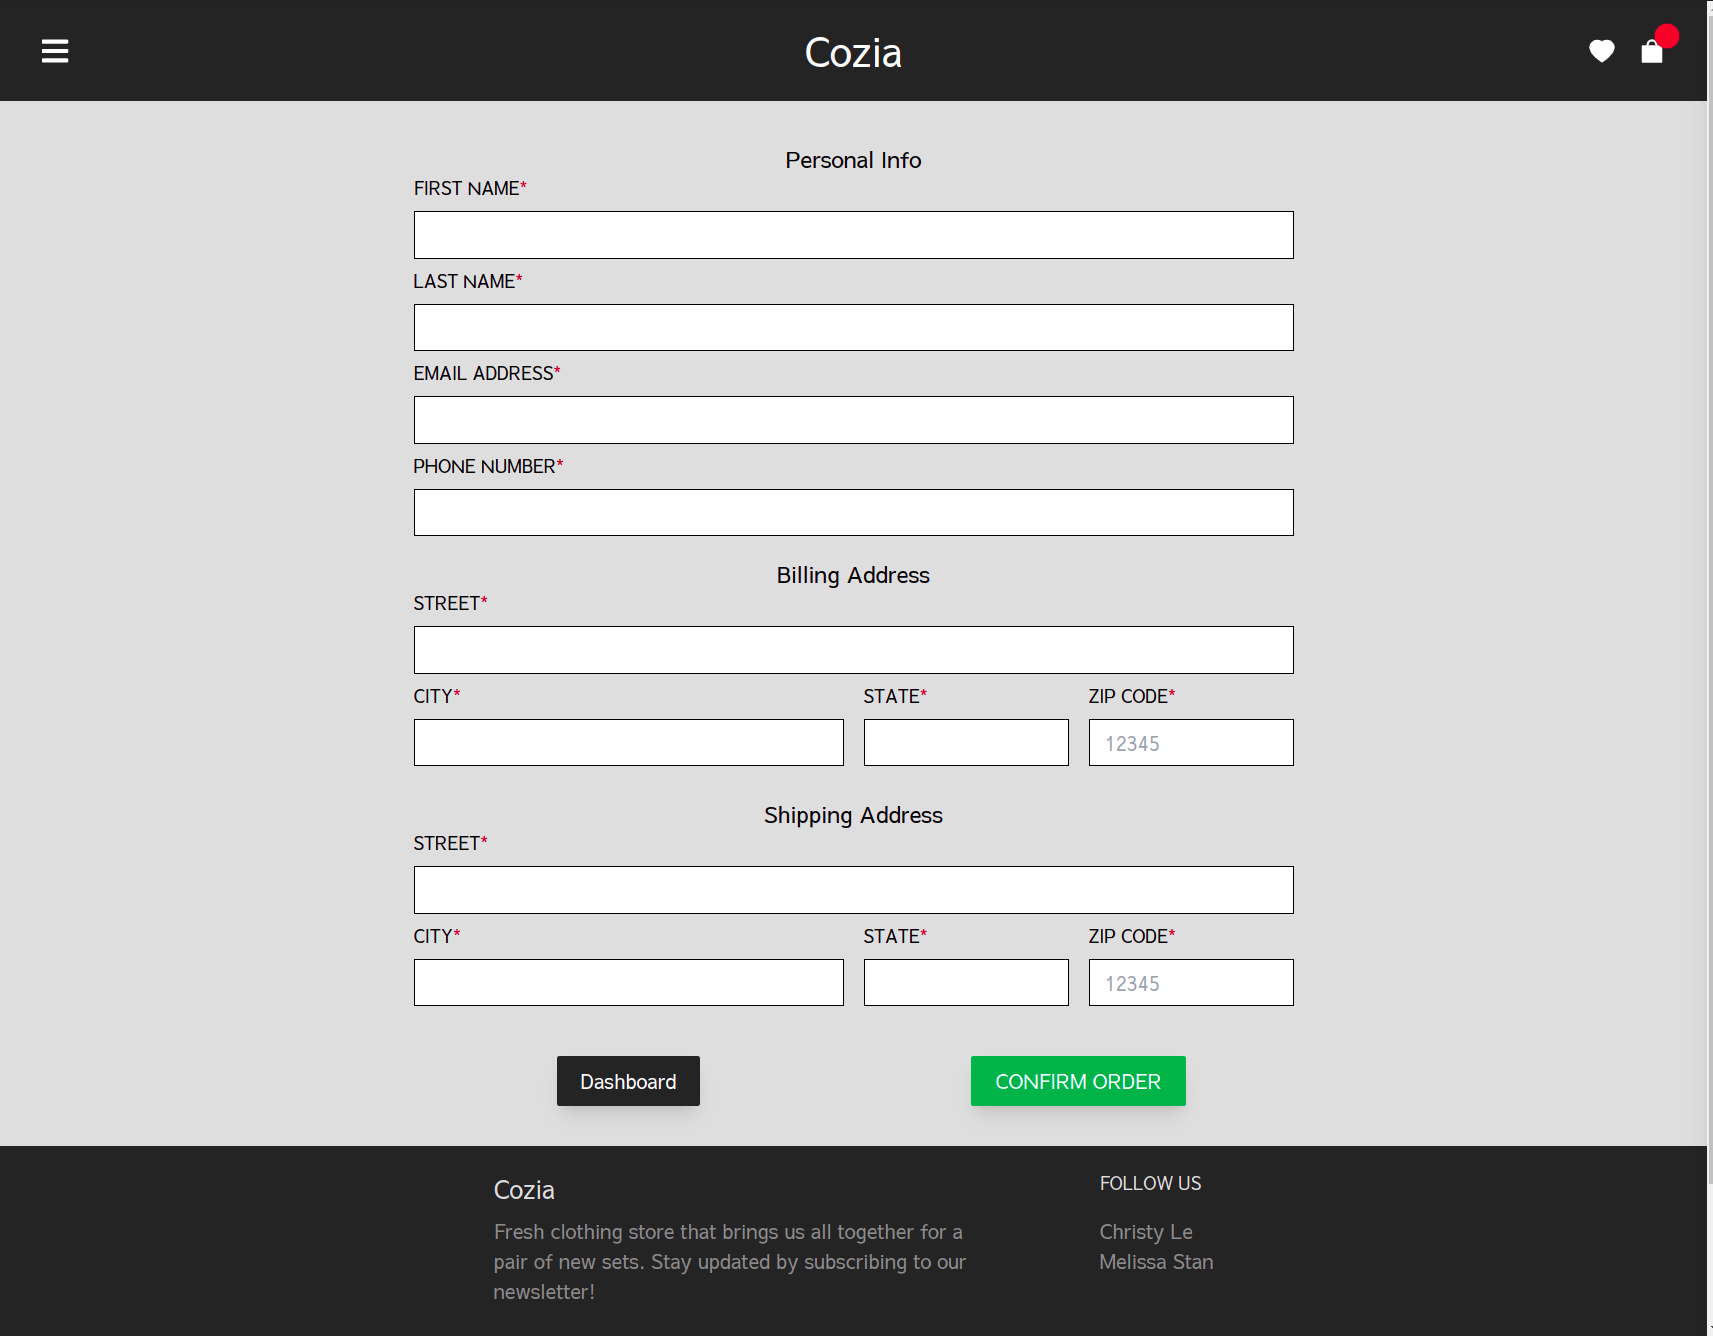 Cozia
Personal Info
FIRST NAME*
LAST NAME*
EMAIL ADDRESS*
PHONE NUMBER*
Billing Address
STREET*
CITY* STATE* ZIP CODE*
12345
Shipping Address
STREET*
CITY* STATE* ZIP CODE*
12345
Dashboard CONFIRM ORDER
Cozia
Fresh clothing store that brings us all together for a
pair of new sets. Stay updated by subscribing to our
newsletter!
FOLLOW US
Christy Le
Melissa Stan